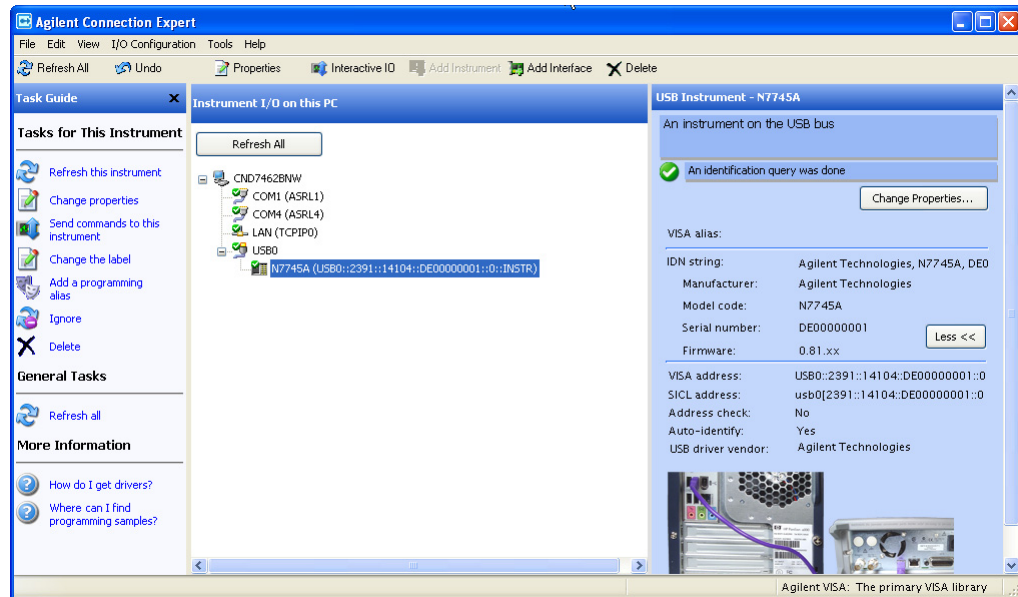 Agilent Connection Expert
File Edit View I/O Configuration Tools Help
Refresh All Undo Properties Interactive IO Add Instrument Add Interface Delete
Task Guide
Tasks for This Instrument
Refresh this instrument
Change properties
Send commands to this
instrument
Change the label
Add a programming
alias
Ignore
Delete
General Tasks
Refresh all
More Information
How do I get drivers?
Where can I find
programming samples?
Instrument I/O on this PC
Refresh All
CND7462BNW
COM1 (ASRL1)
COM4 (ASRL4)
LAN (TCPIP0)
USB0
N7745A (USB0::2391::14104::DE00000001::0::INSTR)
USB Instrument - N7745A
An instrument on the USB bus
An identification query was done
Change Properties...
VISA alias:
IDN string: Agilent Technologies, N7745A, DE0
Manufacturer: Agilent Technologies
Model code: N7745A
Serial number: DE00000001
Less <<
Firmware: 0.81.xx
VISA address: USB0::2391::14104::DE00000001::0
SICL address: usb0[2391::14104::DE00000001::0
Address check: No
Auto-identify: Yes
USB driver vendor: Agilent Technologies
Agilent VISA: The primary VISA library